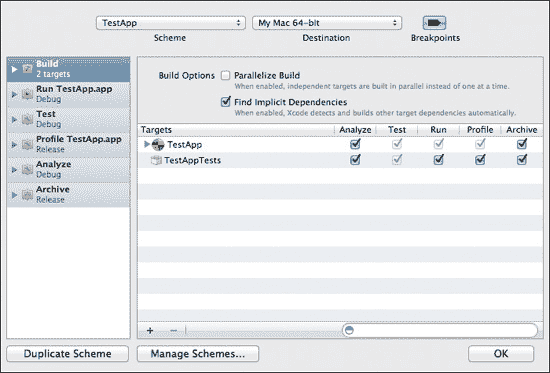 TestApp
My Mac 64-bit
Scheme
Destination
Breakpoints
Build
2 targets
Run TestApp.app
Debug
Test
Debug
Profile TestApp.app
Release
Analyze
Debug
Archive
Release
Build Options
Parallelize Build
When enabled, independent targets are built in parallel instead of one at a time.
Find Implicit Dependencies
When enabled, Xcode detects and builds other target dependencies automatically.
Targets Analyze Test Run Profile Archive
TestApp
TestAppTests
+ −
Duplicate Scheme
Manage Schemes...
OK